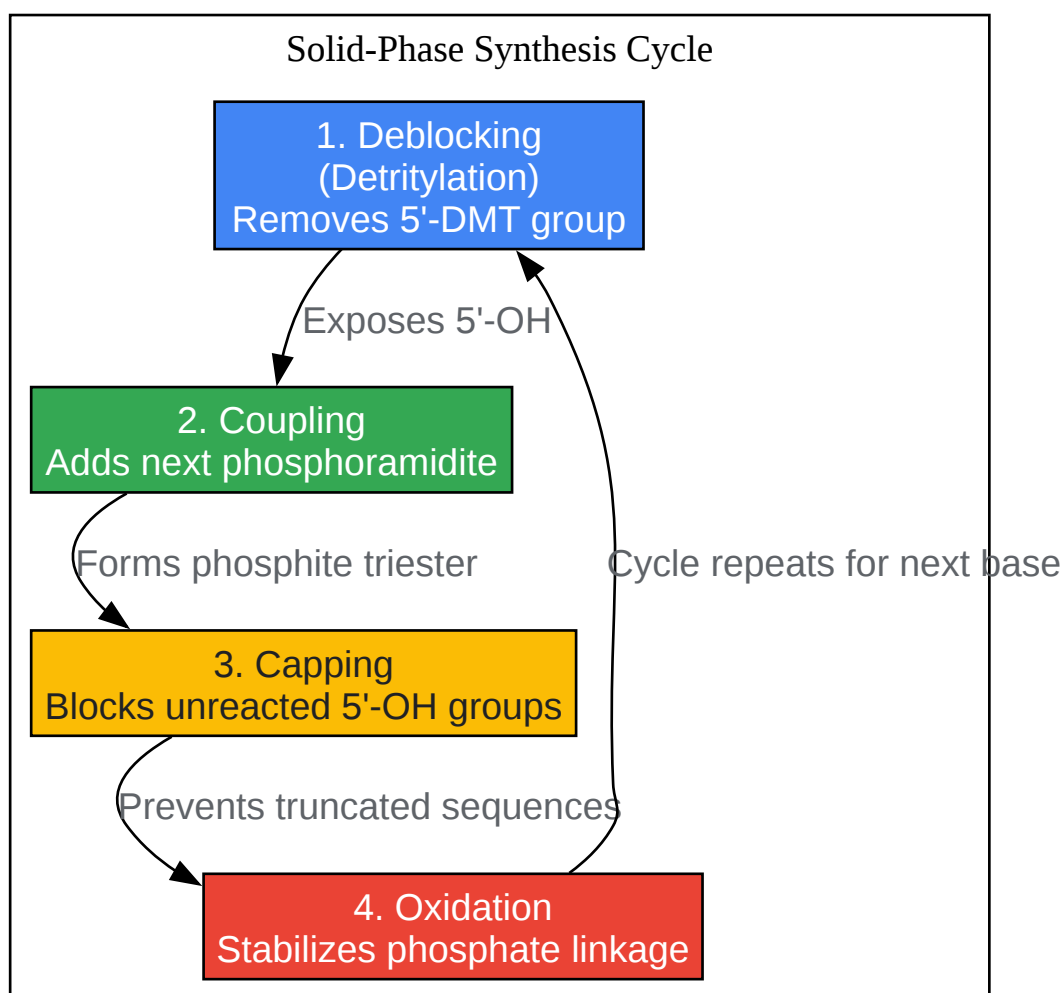 Solid-Phase Synthesis Cycle
1. Deblocking
(Detritylation)
Removes 5'-DMT group
Exposes 5'-OH
2. Coupling
Adds next phosphoramidite
Forms phosphite triester
Cycle repeats for next base
3. Capping
Blocks unreacted 5'-OH groups
Prevents truncated sequences
4. Oxidation
Stabilizes phosphate linkage